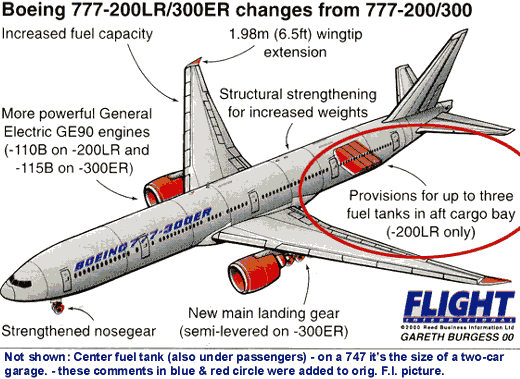 Boeing 777-200LR/300ER changes from 777-200/300
Increased fuel capacity
1.98m (6.5ft) wingtip
extension
Structural strengthening
for increased weights
More powerful General
Electric GE90 engines
(-110B on -200LR and
-115B on -300ER)
Provisions for up to three
fuel tanks in aft cargo bay
(-200LR only)
BOEING 777-300ER
Strengthened nosegear
New main landing gear
(semi-levered on -300ER)
FLIGHT
INTERNATIONAL
©2000 Reed Business Information Ltd
GARETH BURGESS 00
Not shown: Center fuel tank (also under passengers) - on a 747 it's the size of a two-car
garage. - these comments in blue & red circle were added to orig. F.I. picture.